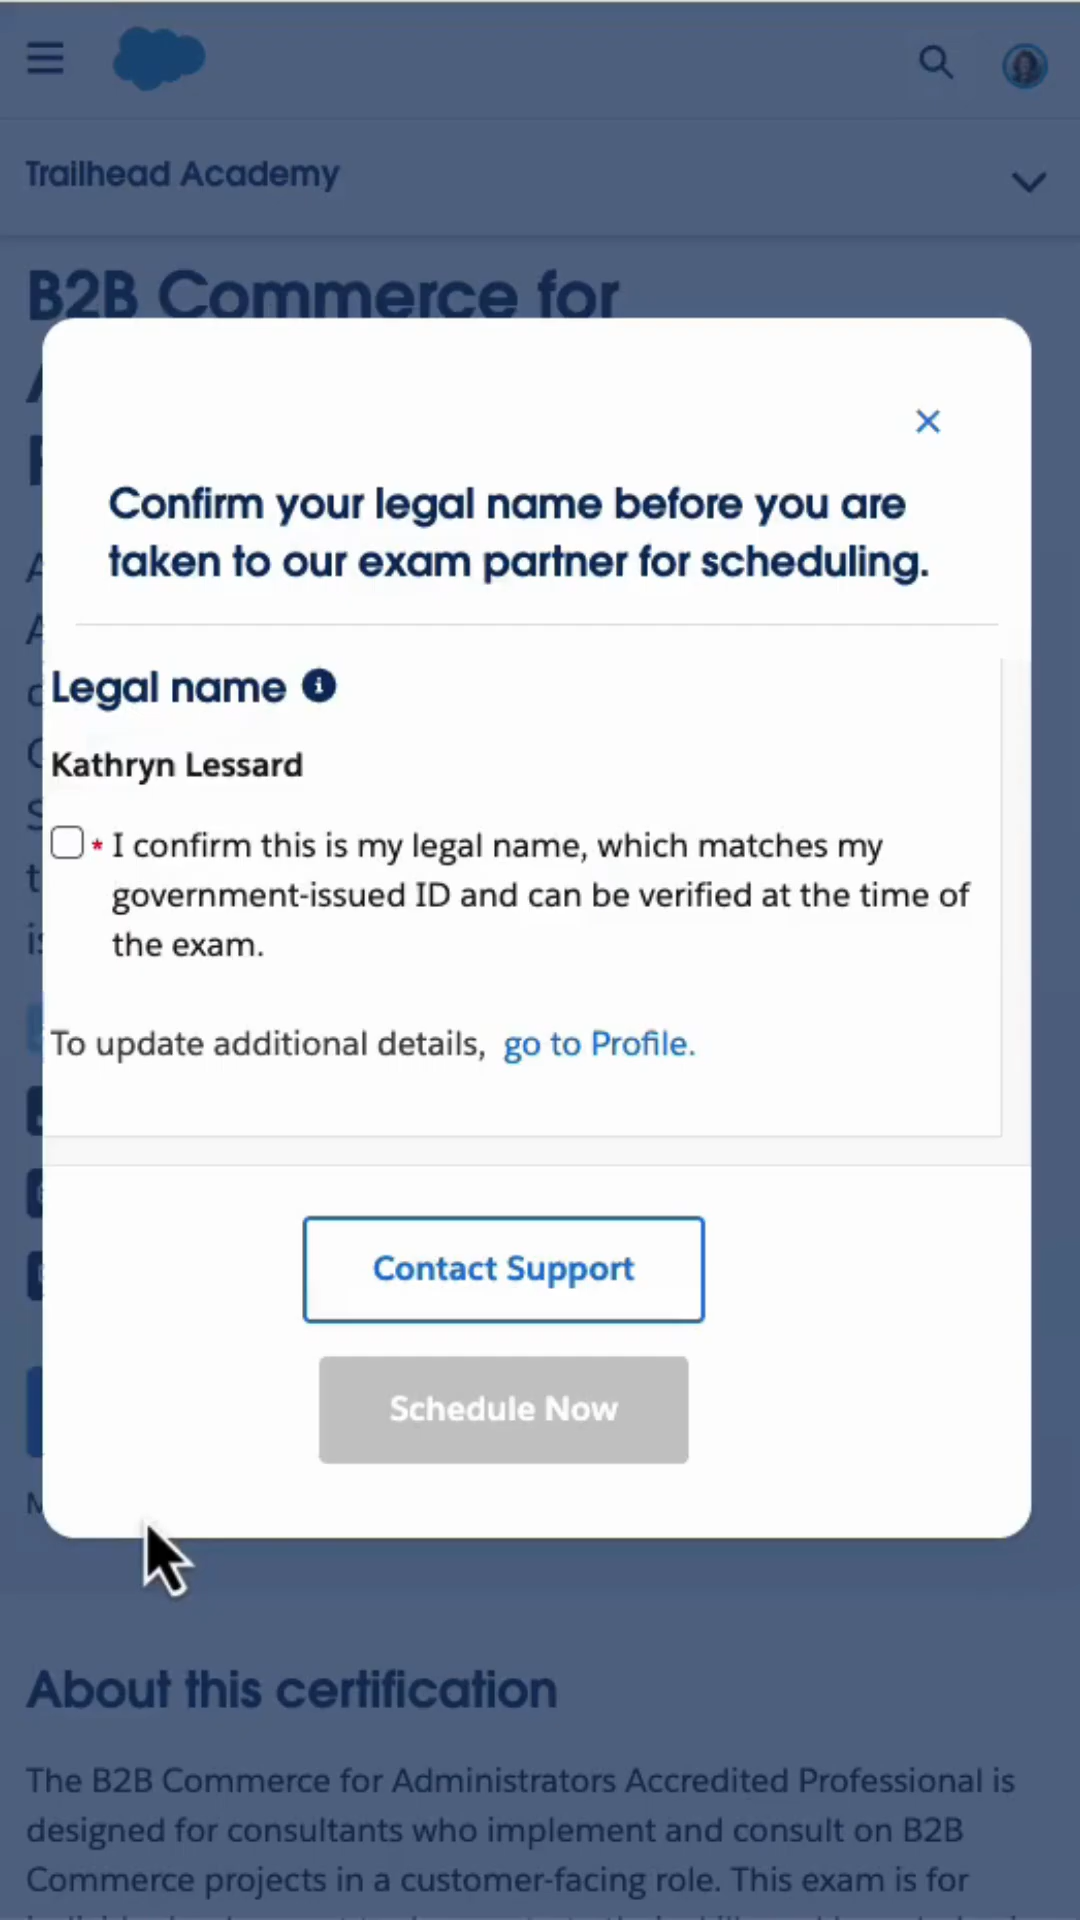 Trailhead Academy
B2B Commerce for
Confirm your legal name before you are
taken to our exam partner for scheduling.
Legal name
Kathryn Lessard
* I confirm this is my legal name, which matches my
government-issued ID and can be verified at the time of
the exam.
To update additional details, go to Profile.
Contact Support
Schedule Now
About this certification
The B2B Commerce for Administrators Accredited Professional is
designed for consultants who implement and consult on B2B
Commerce projects in a customer-facing role. This exam is for